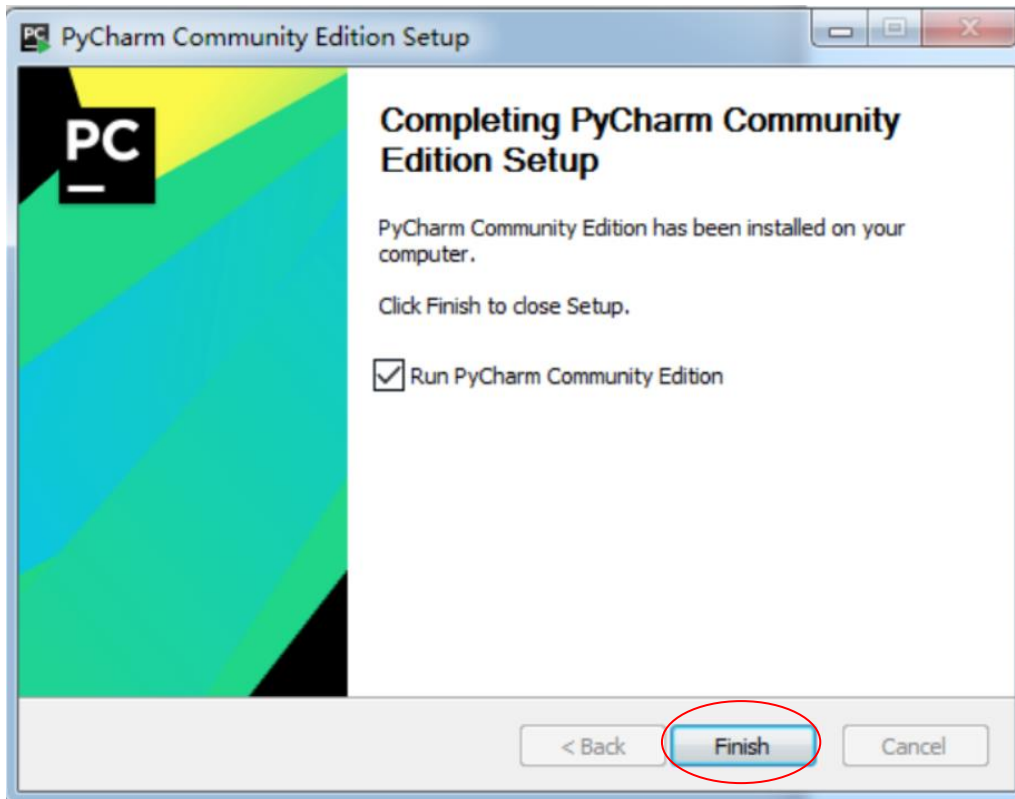 PyCharm Community Edition Setup
PC
Completing PyCharm Community
Edition Setup
PyCharm Community Edition has been installed on your
computer.
Click Finish to close Setup.
Run PyCharm Community Edition
< Back Finish Cancel